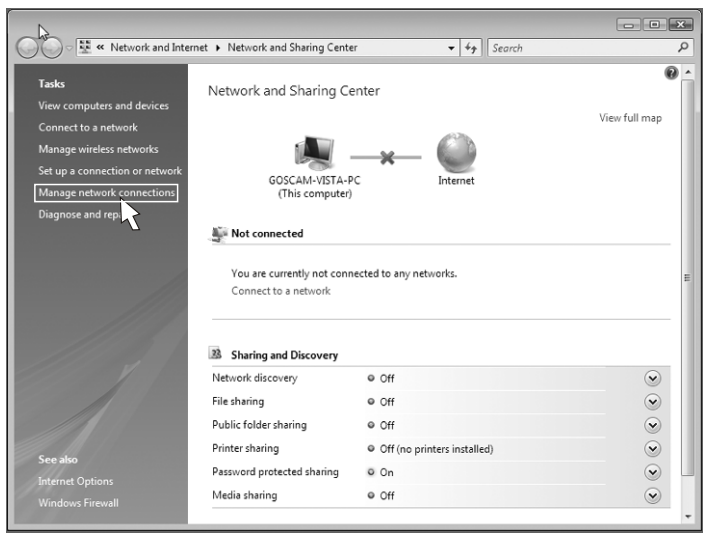 « Network and Internet ▸ Network and Sharing Center
Search
Tasks
View computers and devices
Connect to a network
Manage wireless networks
Set up a connection or network
Manage network connections
Diagnose and rep
See also
Internet Options
Windows Firewall
Network and Sharing Center
View full map
GOSCAM-VISTA-PC
(This computer)
Internet
Not connected
You are currently not connected to any networks.
Connect to a network
Sharing and Discovery
Network discovery Off
File sharing Off
Public folder sharing Off
Printer sharing Off (no printers installed)
Password protected sharing On
Media sharing Off